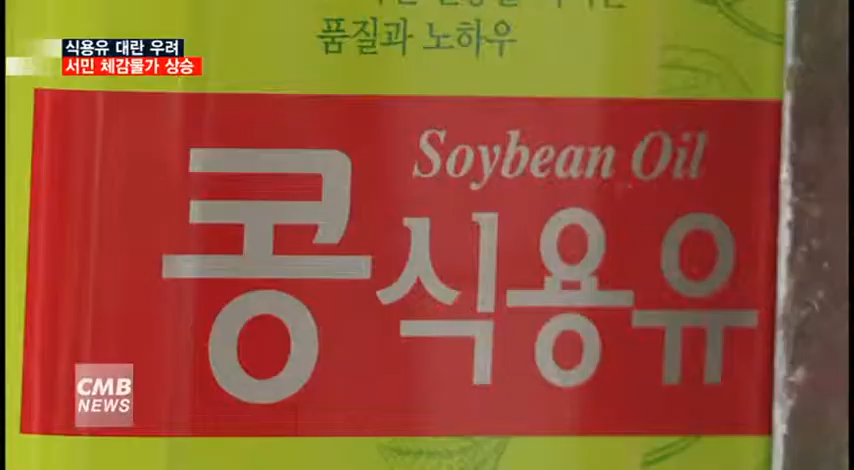 식용유 대란 우려
서민 체감물가 상승
품질과 노하우
Soybean Oil
콩식용유
CMB
NEWS